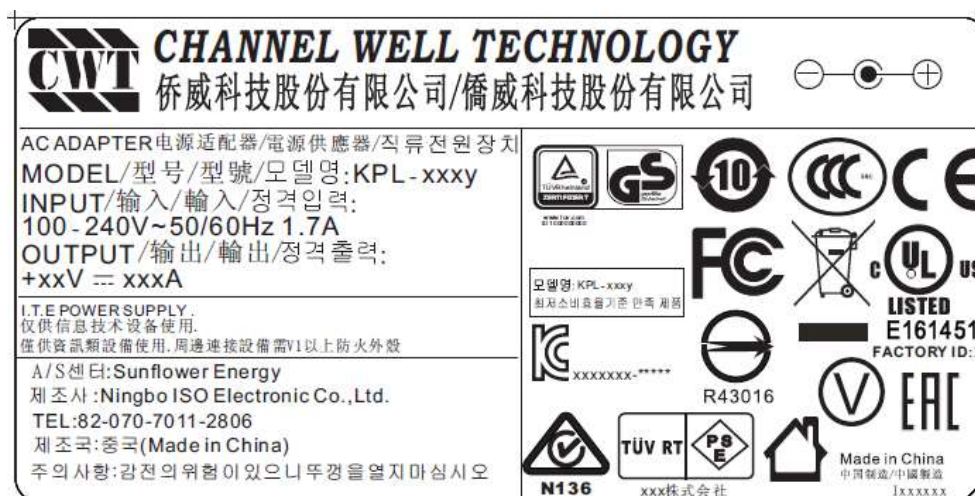 CWT
CHANNEL WELL TECHNOLOGY
侨威科技股份有限公司/僑威科技股份有限公司
AC ADAPTER电源适配器/電源供應器/직류전원장치
MODEL/型号/型號/모델명:KPL-xxxy
INPUT/输入/輸入/정격입력:
100-240V~50/60Hz 1.7A
OUTPUT/输出/輸出/정격출력:
+xxV ⎓ xxxA
I.T.E POWER SUPPLY.
仅供信息技术设备使用.
僅供資訊類設備使用,周邊連接設備需V1以上防火外殼
A/S센터:Sunflower Energy
제조사:Ningbo ISO Electronic Co.,Ltd.
TEL:82-070-7011-2806
제조국:중국(Made in China)
주의사항:감전의위험이있으니뚜껑을열지마십시오
TÜVRheinland
ZERTIFIZIERT
GS
geprüfte
Sicherheit
www.tuv.com
10
CCC
CE
FC
C UL US
LISTED
E161451
FACTORY ID:
모델명: KPL-xxxy
최저소비효율기준 만족 제품
KC
xxxxxxx-*****
R43016
V
EAC
N136
TÜV RT
PS
E
xxx株式会社
Made in China
中国制造/中國製造
Ixxxxxx